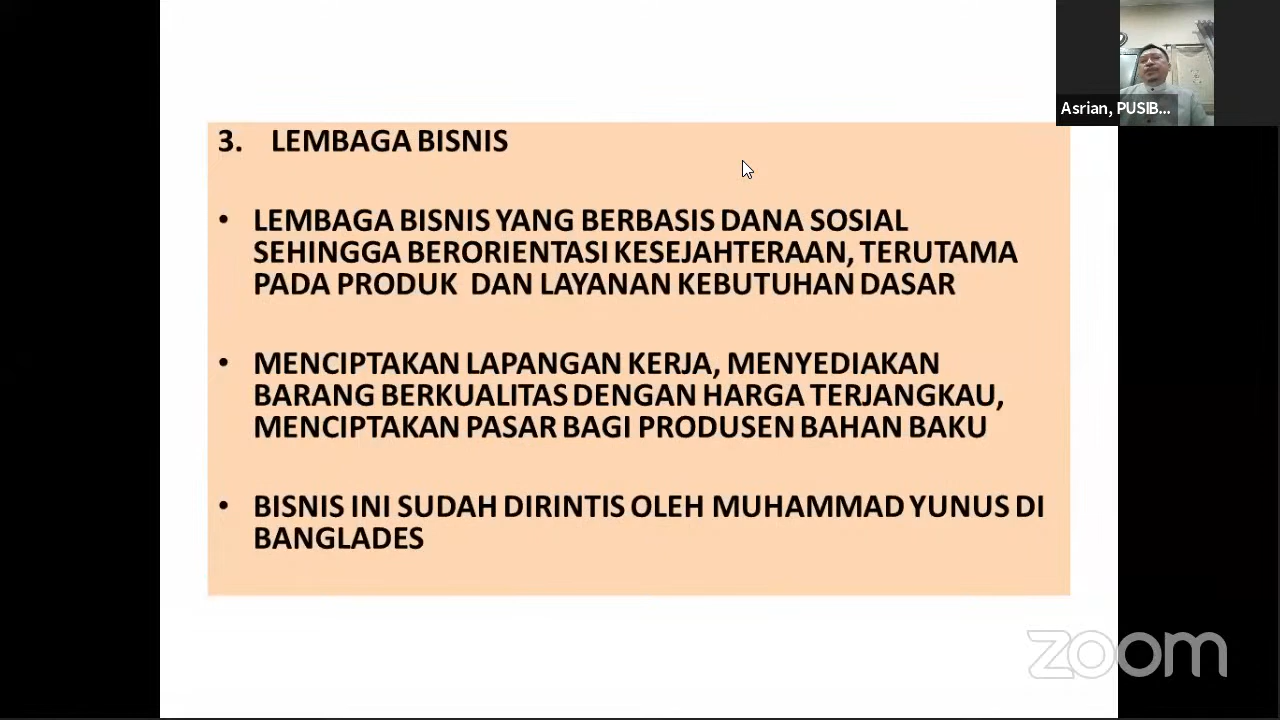 Asrian, PUSIB...
3. LEMBAGA BISNIS
• LEMBAGA BISNIS YANG BERBASIS DANA SOSIAL
SEHINGGA BERORIENTASI KESEJAHTERAAN, TERUTAMA
PADA PRODUK DAN LAYANAN KEBUTUHAN DASAR
• MENCIPTAKAN LAPANGAN KERJA, MENYEDIAKAN
BARANG BERKUALITAS DENGAN HARGA TERJANGKAU,
MENCIPTAKAN PASAR BAGI PRODUSEN BAHAN BAKU
• BISNIS INI SUDAH DIRINTIS OLEH MUHAMMAD YUNUS DI
BANGLADES
zoom